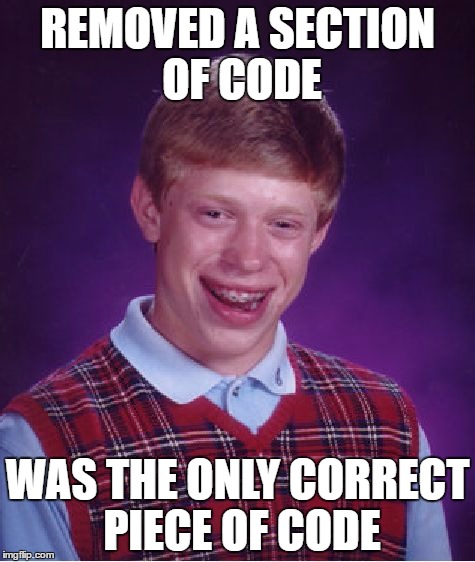 REMOVED A SECTION
OF CODE
WAS THE ONLY CORRECT
PIECE OF CODE
imgflip.com